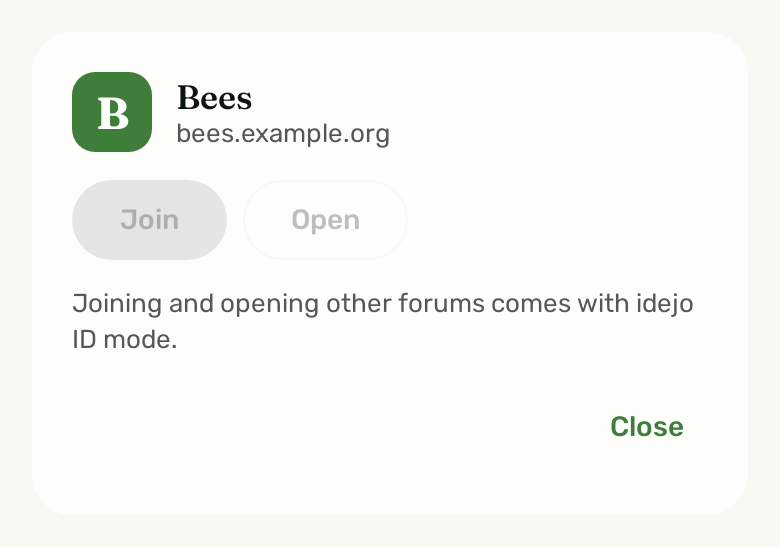 B
Bees
bees.example.org
Join
Open
Joining and opening other forums comes with idejo
ID mode.
Close